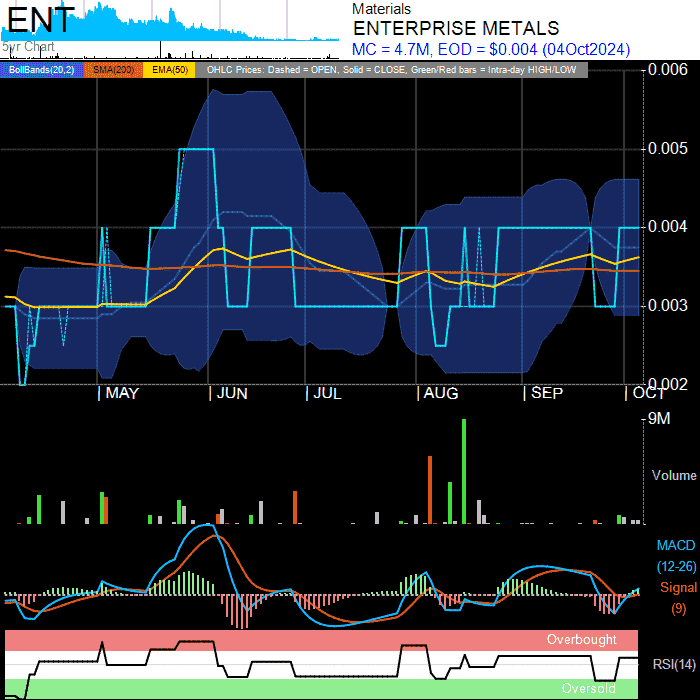 ENT
5yr Chart
Materials
ENTERPRISE METALS
MC = 4.7M, EOD = $0.004 (04Oct2024)
BollBands(20,2) SMA(200) EMA(50) OHLC Prices: Dashed = OPEN, Solid = CLOSE, Green/Red bars = Intra-day HIGH/LOW
0.006
0.005
0.004
0.003
0.002
MAY JUN JUL AUG SEP OCT
9M
Volume
MACD
(12-26)
Signal
(9)
Overbought
RSI(14)
Oversold